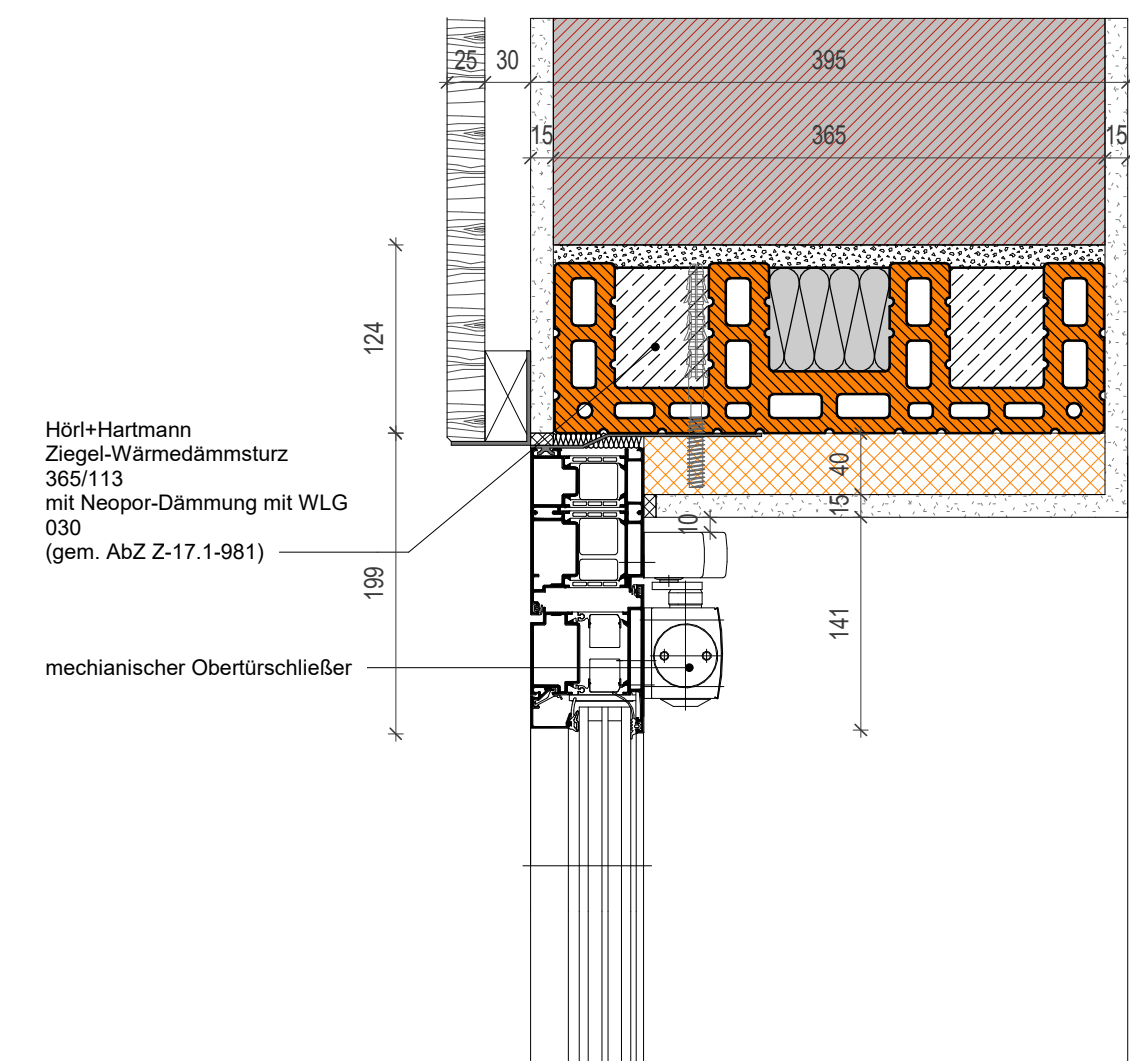 25
30
395
15
365
15
124
Hörl+Hartmann
Ziegel-Wärmedämmsturz
365/113
mit Neopor-Dämmung mit WLG
030
(gem. AbZ Z-17.1-981)
40
15
10
199
141
mechianischer Obertürschließer